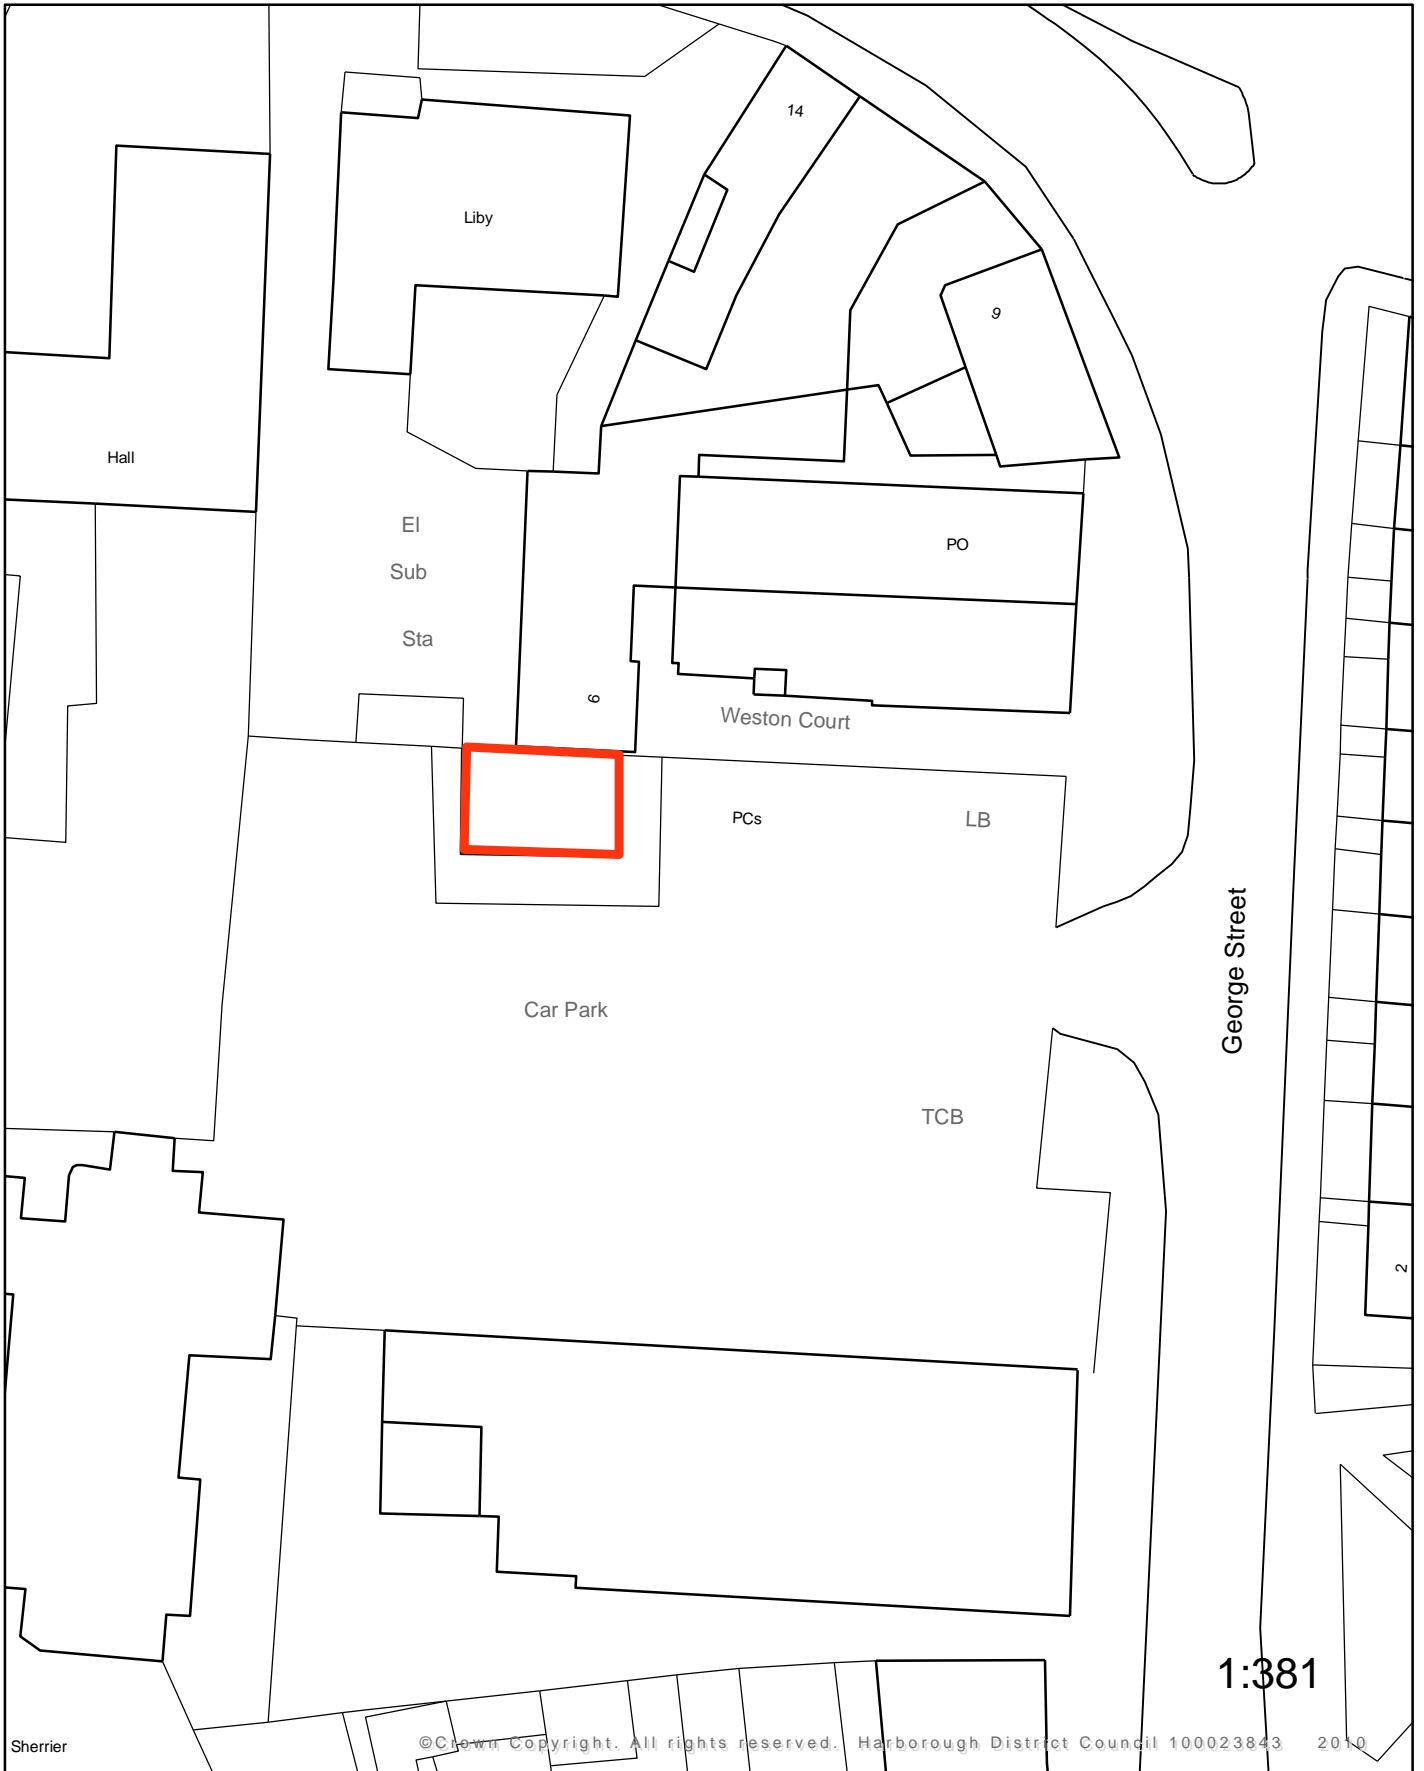 14
Liby
9
Hall
El
Sub
Sta
PO
6
Weston Court
PCs
LB
George Street
Car Park
TCB
2
1:381
Sherrier
©Crown Copyright. All rights reserved. Harborough District Council 100023843 2010